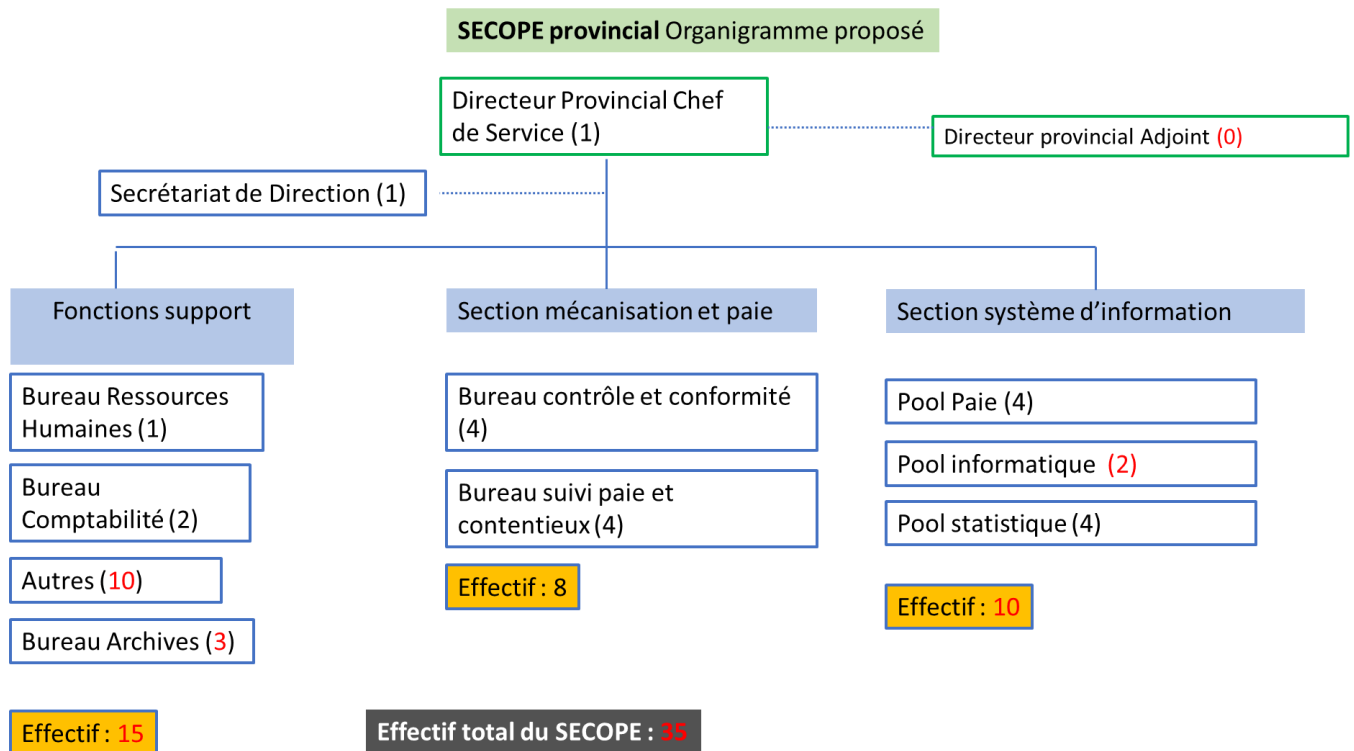 SECOPE provincial Organigramme proposé
Directeur Provincial Chef
de Service (1)
Directeur provincial Adjoint (0)
Secrétariat de Direction (1)
Fonctions support
Bureau Ressources
Humaines (1)
Bureau
Comptabilité (2)
Autres (10)
Bureau Archives (3)
Effectif : 15
Section mécanisation et paie
Bureau contrôle et conformité
(4)
Bureau suivi paie et
contentieux (4)
Effectif : 8
Section système d’information
Pool Paie (4)
Pool informatique (2)
Pool statistique (4)
Effectif : 10
Effectif total du SECOPE : 35